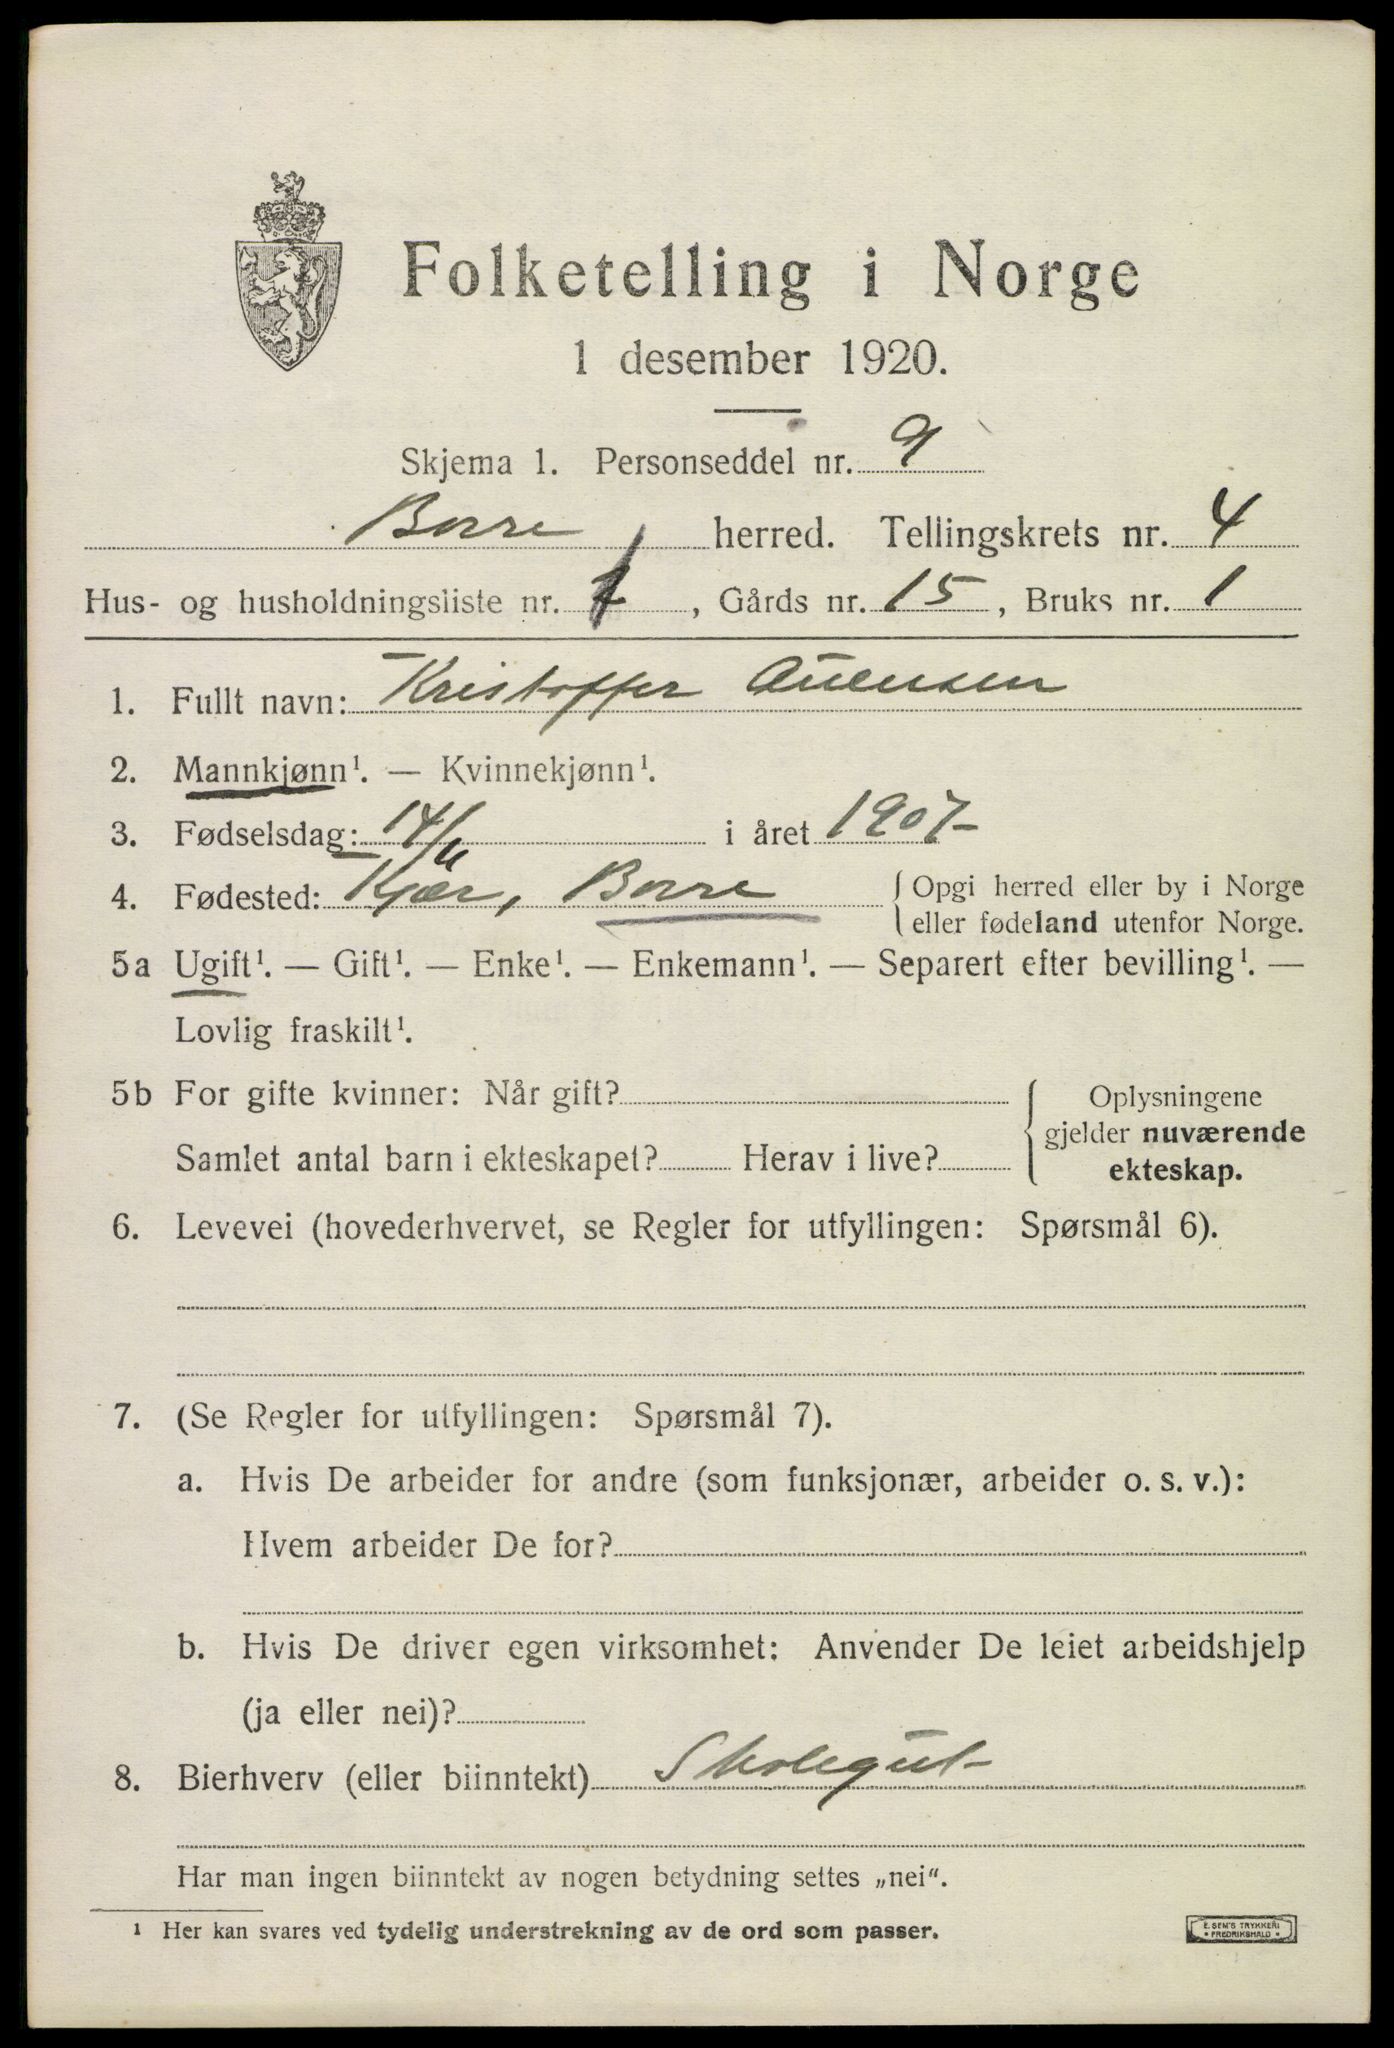 Folketelling i Norge
1 desember 1920.
Skjema 1. Personseddel nr. 9
Borre herred. Tellingskrets nr. 4
Hus- og husholdningsliste nr. 1, Gårds nr. 15, Bruks nr. 1
1. Fullt navn: Kristoffer
2. Mannkjønn¹. — Kvinnekjønn¹.
3. Fødselsdag: 14/11 i året 1907
4. Fødested: Kjær, Borre { Opgi herred eller by i Norge
eller fødeland utenfor Norge.
5a Ugift¹. — Gift¹. — Enke¹. — Enkemann¹. — Separert efter bevilling¹. —
Lovlig fraskilt¹.
5b For gifte kvinner: Når gift? { Oplysningene
gjelder nuværende
Samlet antal barn i ekteskapet? Herav i live? ekteskap.
6. Levevei (hovederhvervet, se Regler for utfyllingen: Spørsmål 6).
7. (Se Regler for utfyllingen: Spørsmål 7).
a. Hvis De arbeider for andre (som funksjonær, arbeider o. s. v.):
Hvem arbeider De for?
b. Hvis De driver egen virksomhet: Anvender De leiet arbeidshjelp
(ja eller nei)?
8. Bierhverv (eller biinntekt) Skolegut
Har man ingen biinntekt av nogen betydning settes „nei“.
¹ Her kan svares ved tydelig understrekning av de ord som passer.
E. SEM'S TRYKKERI
• FREDRIKSHALD •